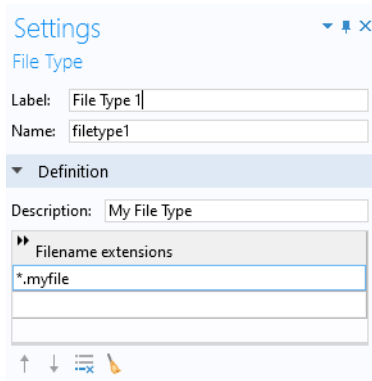 Settings
File Type
Label: File Type 1
Name: filetype1
Definition
Description: My File Type
Filename extensions
*.myfile